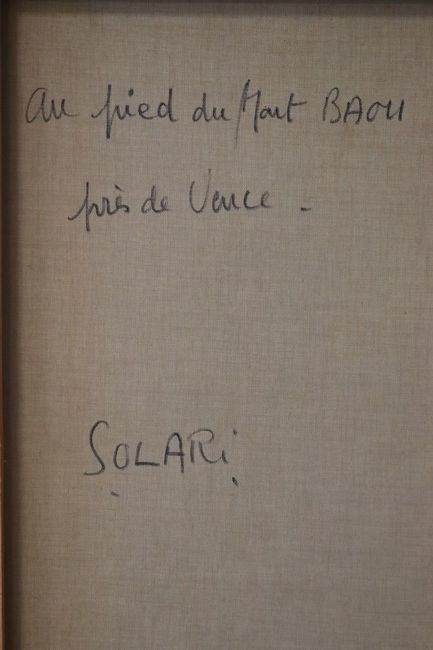 Au pied du Mont BAOU
près de Vence -
SOLARi